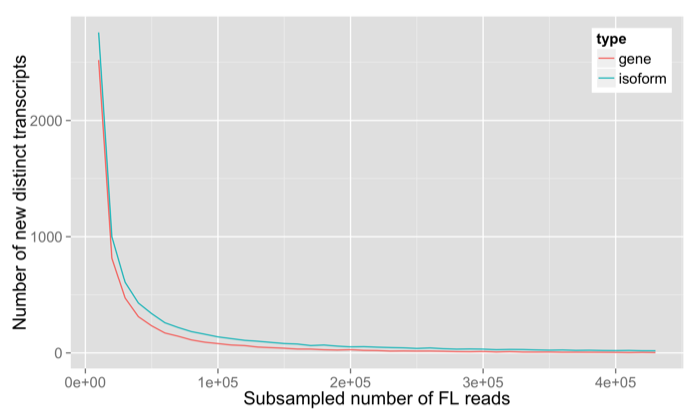 Number of new distinct transcripts
2000
1000
0
type
gene
isoform
0e+00 1e+05 2e+05 3e+05 4e+05
Subsampled number of FL reads